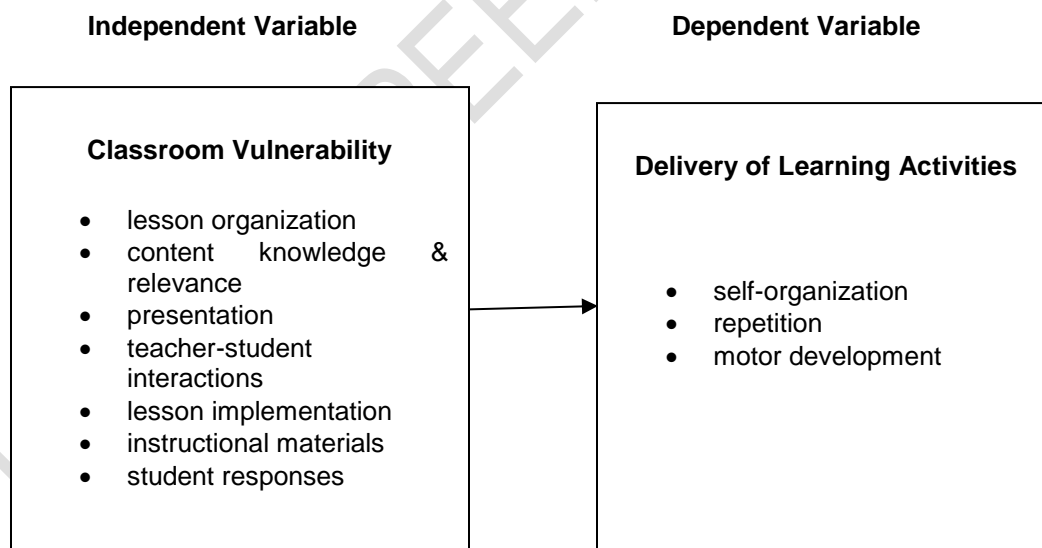 Independent Variable
Dependent Variable
Classroom Vulnerability
• lesson organization
• content knowledge &
relevance
• presentation
• teacher-student
interactions
• lesson implementation
• instructional materials
• student responses
Delivery of Learning Activities
• self-organization
• repetition
• motor development